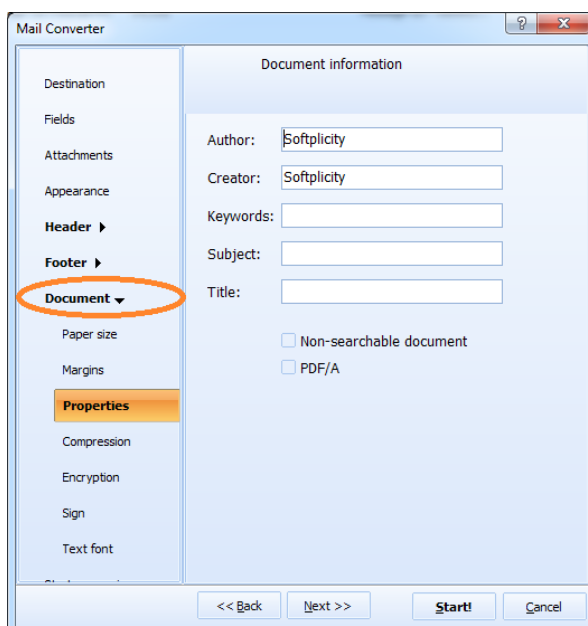 Mail Converter
Document information
Destination
Fields
Attachments
Appearance
Header
Footer
Document
Paper size
Margins
Properties
Compression
Encryption
Sign
Text font
Author: Softplicity
Creator: Softplicity
Keywords:
Subject:
Title:
Non-searchable document
PDF/A
<< Back Next >> Start! Cancel